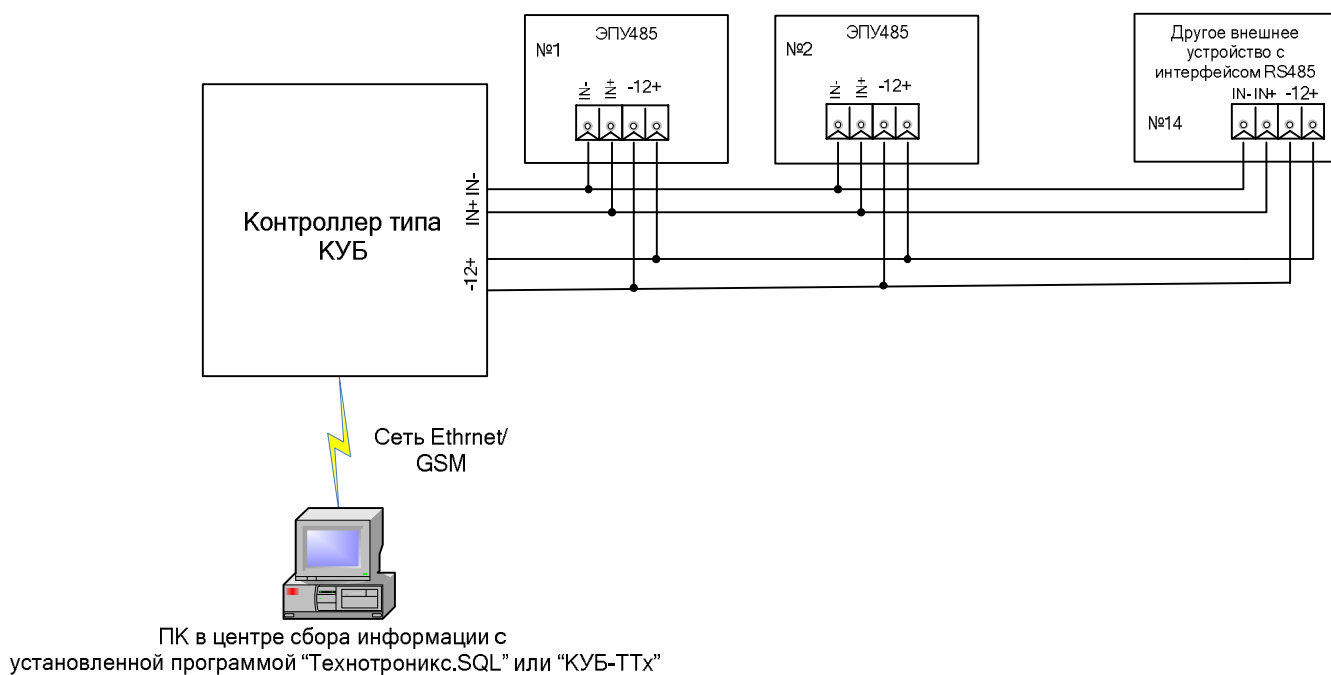 ЭПУ485
№1
IN-
IN+
-12+
ЭПУ485
№2
IN-
IN+
-12+
Другое внешнее
устройство с
интерфейсом RS485
IN- IN+ -12+
№14
Контроллер типа
КУБ
IN+ IN-
-12+
Сеть Ethrnet/
GSM
ПК в центре сбора информации с
установленной программой “Технотроникс.SQL” или “КУБ-ТТх”